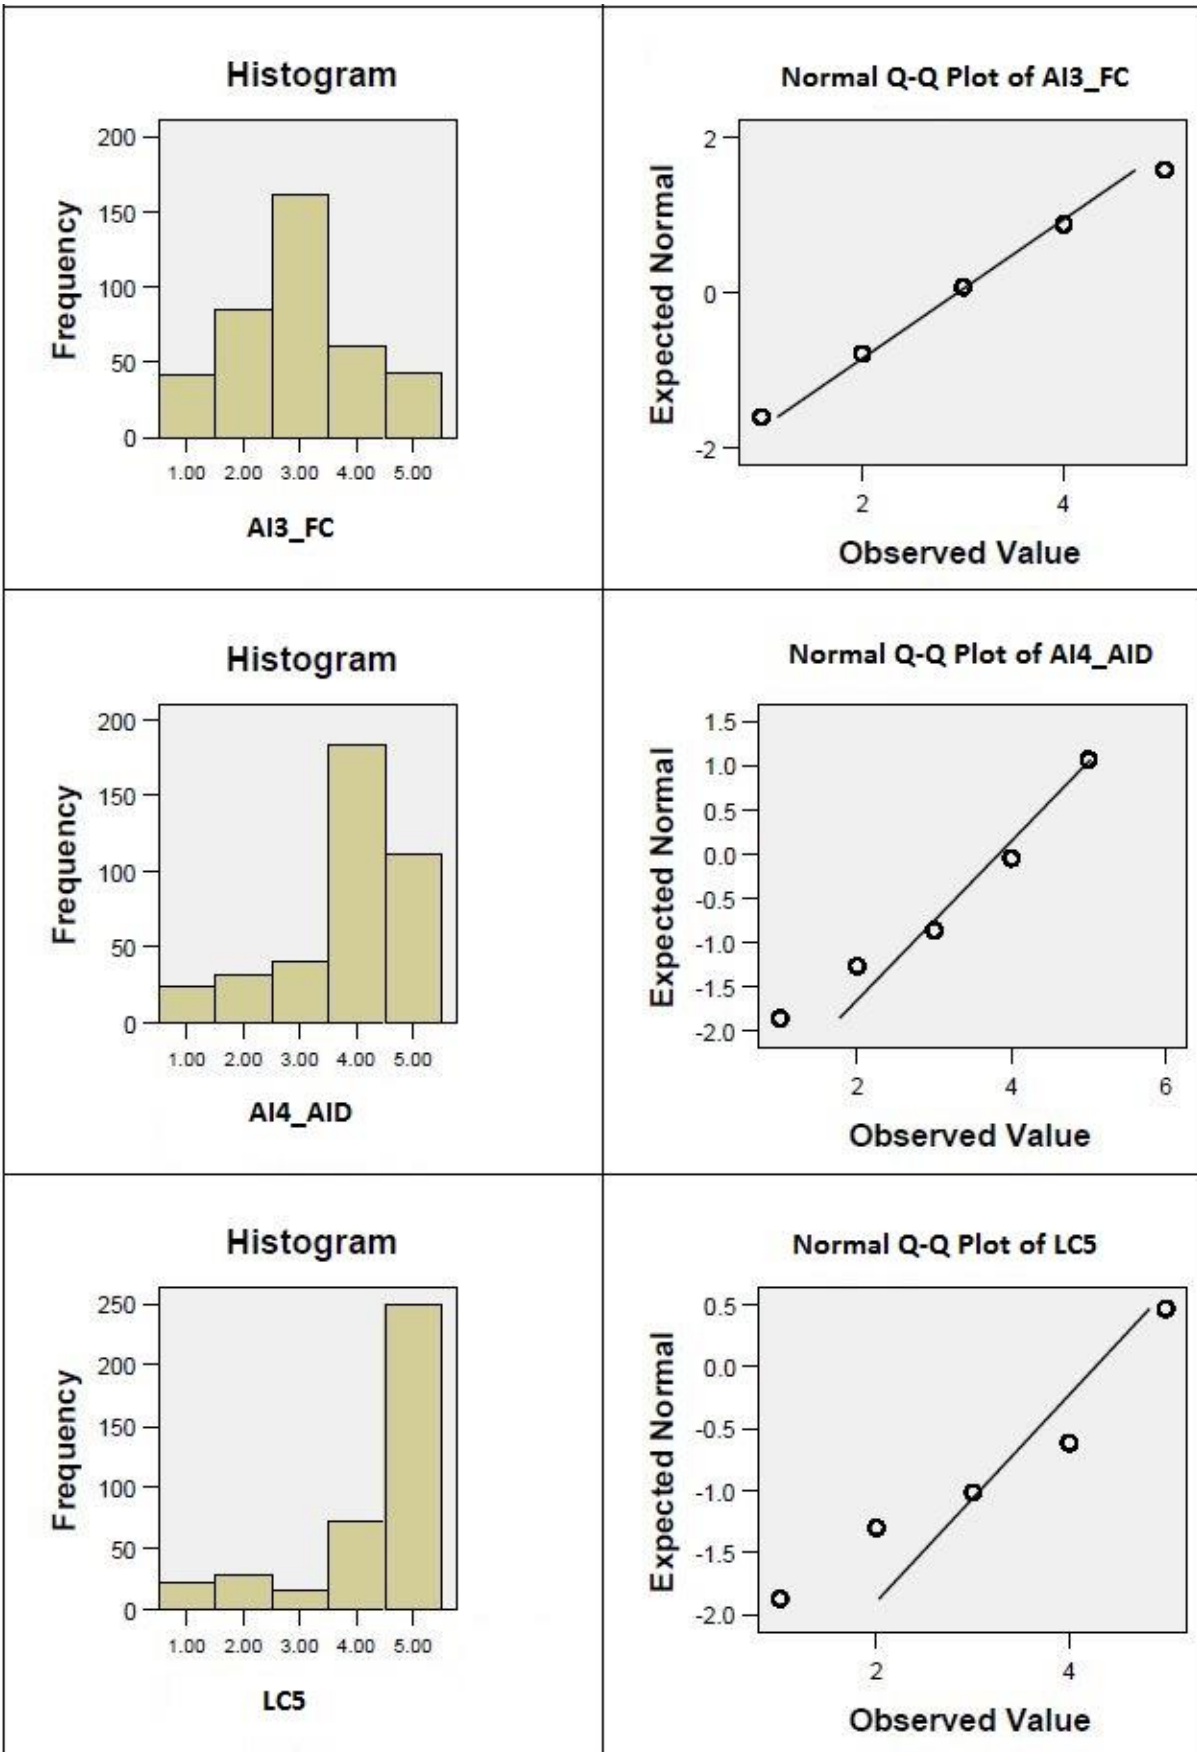 Histogram
Frequency
200
150
100
50
0
1.00 2.00 3.00 4.00 5.00
AI3_FC
Normal Q-Q Plot of AI3_FC
Expected Normal
2
0
-2
2 4
Observed Value
Histogram
Frequency
200
150
100
50
0
1.00 2.00 3.00 4.00 5.00
AI4_AID
Normal Q-Q Plot of AI4_AID
Expected Normal
1.5
1.0
0.5
0.0
-0.5
-1.0
-1.5
-2.0
2 4 6
Observed Value
Histogram
Frequency
250
200
150
100
50
0
1.00 2.00 3.00 4.00 5.00
LC5
Normal Q-Q Plot of LC5
Expected Normal
0.5
0.0
-0.5
-1.0
-1.5
-2.0
2 4
Observed Value